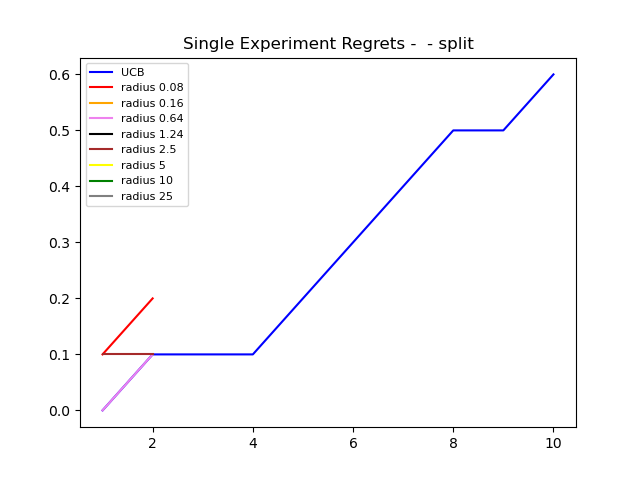 Single Experiment Regrets -  - split
UCB
radius 0.08
radius 0.16
radius 0.64
radius 1.24
radius 2.5
radius 5
radius 10
radius 25
0.6
0.5
0.4
0.3
0.2
0.1
0.0
2 4 6 8 10